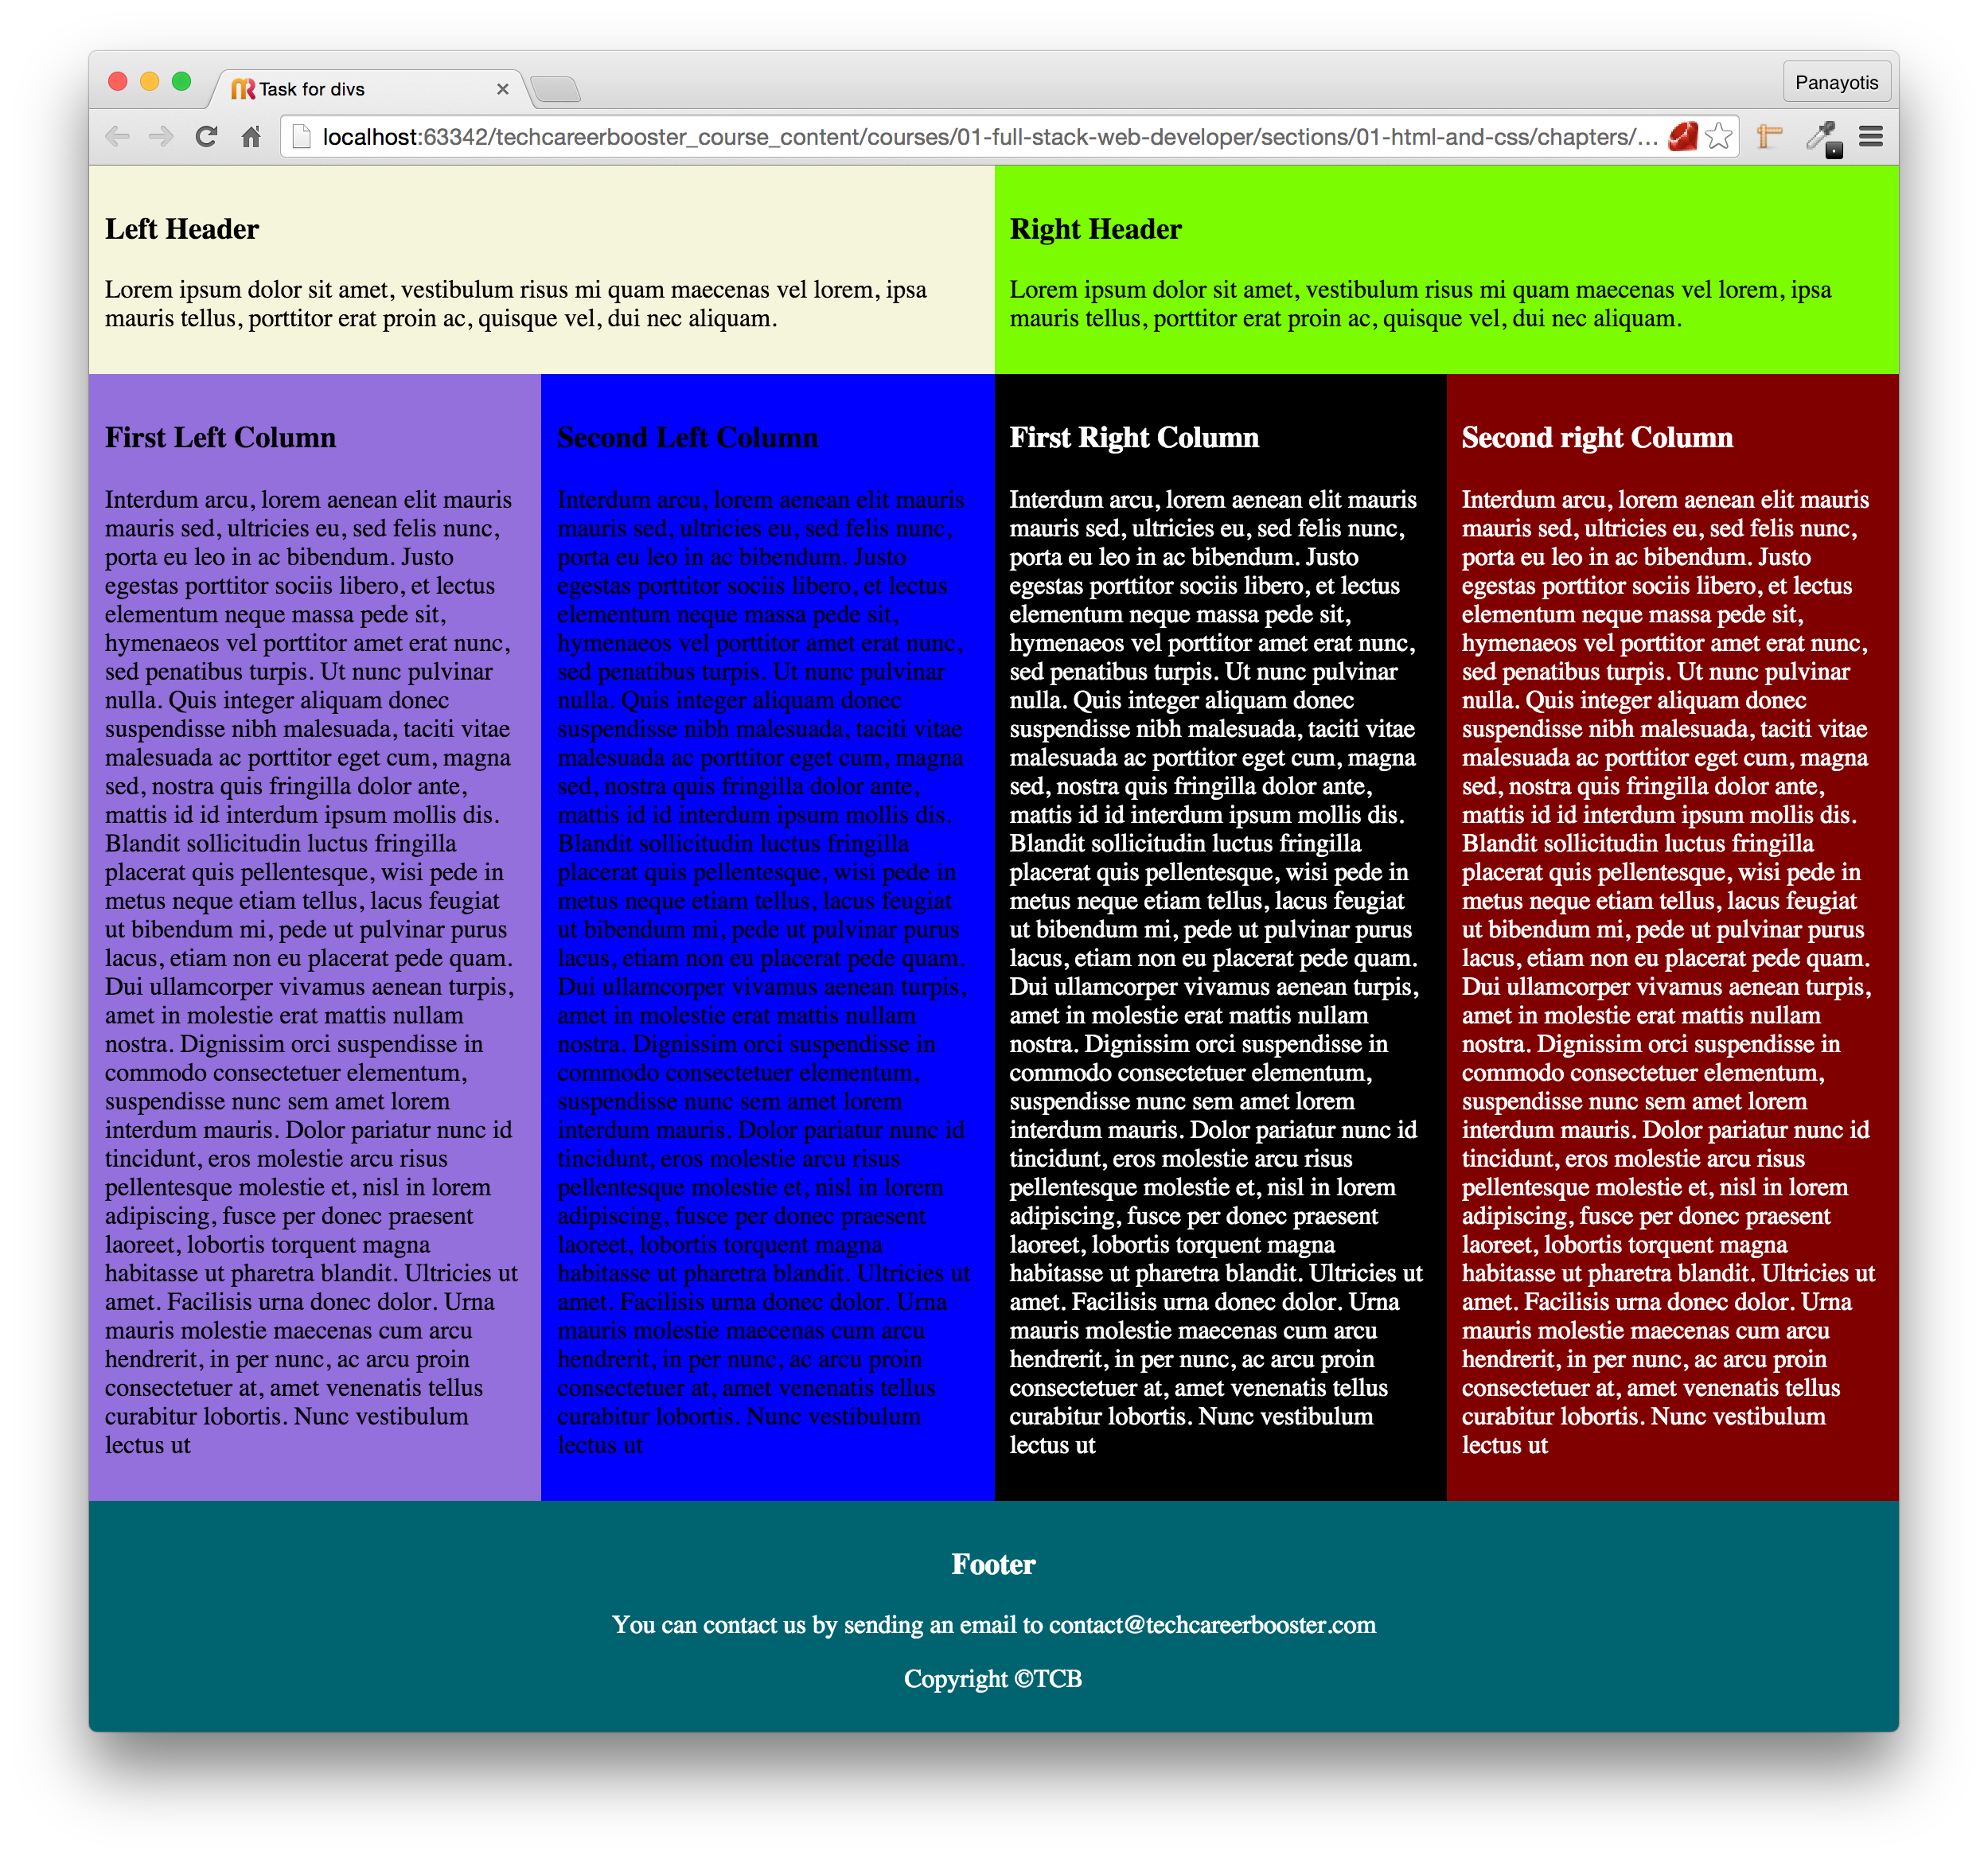 Task for divs
Panayotis
localhost:63342/techcareerbooster_course_content/courses/01-full-stack-web-developer/sections/01-html-and-css/chapters/...
Left Header
Lorem ipsum dolor sit amet, vestibulum risus mi quam maecenas vel lorem, ipsa
mauris tellus, porttitor erat proin ac, quisque vel, dui nec aliquam.
Right Header
Lorem ipsum dolor sit amet, vestibulum risus mi quam maecenas vel lorem, ipsa
mauris tellus, porttitor erat proin ac, quisque vel, dui nec aliquam.
First Left Column
Interdum arcu, lorem aenean elit mauris
mauris sed, ultricies eu, sed felis nunc,
porta eu leo in ac bibendum. Justo
egestas porttitor sociis libero, et lectus
elementum neque massa pede sit,
hymenaeos vel porttitor amet erat nunc,
sed penatibus turpis. Ut nunc pulvinar
nulla. Quis integer aliquam donec
suspendisse nibh malesuada, taciti vitae
malesuada ac porttitor eget cum, magna
sed, nostra quis fringilla dolor ante,
mattis id id interdum ipsum mollis dis.
Blandit sollicitudin luctus fringilla
placerat quis pellentesque, wisi pede in
metus neque etiam tellus, lacus feugiat
ut bibendum mi, pede ut pulvinar purus
lacus, etiam non eu placerat pede quam.
Dui ullamcorper vivamus aenean turpis,
amet in molestie erat mattis nullam
nostra. Dignissim orci suspendisse in
commodo consectetuer elementum,
suspendisse nunc sem amet lorem
interdum mauris. Dolor pariatur nunc id
tincidunt, eros molestie arcu risus
pellentesque molestie et, nisl in lorem
adipiscing, fusce per donec praesent
laoreet, lobortis torquent magna
habitasse ut pharetra blandit. Ultricies ut
amet. Facilisis urna donec dolor. Urna
mauris molestie maecenas cum arcu
hendrerit, in per nunc, ac arcu proin
consectetuer at, amet venenatis tellus
curabitur lobortis. Nunc vestibulum
lectus ut
Second Left Column
Interdum arcu, lorem aenean elit mauris
mauris sed, ultricies eu, sed felis nunc,
porta eu leo in ac bibendum. Justo
egestas porttitor sociis libero, et lectus
elementum neque massa pede sit,
hymenaeos vel porttitor amet erat nunc,
sed penatibus turpis. Ut nunc pulvinar
nulla. Quis integer aliquam donec
suspendisse nibh malesuada, taciti vitae
malesuada ac porttitor eget cum, magna
sed, nostra quis fringilla dolor ante,
mattis id id interdum ipsum mollis dis.
Blandit sollicitudin luctus fringilla
placerat quis pellentesque, wisi pede in
metus neque etiam tellus, lacus feugiat
ut bibendum mi, pede ut pulvinar purus
lacus, etiam non eu placerat pede quam.
Dui ullamcorper vivamus aenean turpis,
amet in molestie erat mattis nullam
nostra. Dignissim orci suspendisse in
commodo consectetuer elementum,
suspendisse nunc sem amet lorem
interdum mauris. Dolor pariatur nunc id
tincidunt, eros molestie arcu risus
pellentesque molestie et, nisl in lorem
adipiscing, fusce per donec praesent
laoreet, lobortis torquent magna
habitasse ut pharetra blandit. Ultricies ut
amet. Facilisis urna donec dolor. Urna
mauris molestie maecenas cum arcu
hendrerit, in per nunc, ac arcu proin
consectetuer at, amet venenatis tellus
curabitur lobortis. Nunc vestibulum
lectus ut
First Right Column
Interdum arcu, lorem aenean elit mauris
mauris sed, ultricies eu, sed felis nunc,
porta eu leo in ac bibendum. Justo
egestas porttitor sociis libero, et lectus
elementum neque massa pede sit,
hymenaeos vel porttitor amet erat nunc,
sed penatibus turpis. Ut nunc pulvinar
nulla. Quis integer aliquam donec
suspendisse nibh malesuada, taciti vitae
malesuada ac porttitor eget cum, magna
sed, nostra quis fringilla dolor ante,
mattis id id interdum ipsum mollis dis.
Blandit sollicitudin luctus fringilla
placerat quis pellentesque, wisi pede in
metus neque etiam tellus, lacus feugiat
ut bibendum mi, pede ut pulvinar purus
lacus, etiam non eu placerat pede quam.
Dui ullamcorper vivamus aenean turpis,
amet in molestie erat mattis nullam
nostra. Dignissim orci suspendisse in
commodo consectetuer elementum,
suspendisse nunc sem amet lorem
interdum mauris. Dolor pariatur nunc id
tincidunt, eros molestie arcu risus
pellentesque molestie et, nisl in lorem
adipiscing, fusce per donec praesent
laoreet, lobortis torquent magna
habitasse ut pharetra blandit. Ultricies ut
amet. Facilisis urna donec dolor. Urna
mauris molestie maecenas cum arcu
hendrerit, in per nunc, ac arcu proin
consectetuer at, amet venenatis tellus
curabitur lobortis. Nunc vestibulum
lectus ut
Second right Column
Interdum arcu, lorem aenean elit mauris
mauris sed, ultricies eu, sed felis nunc,
porta eu leo in ac bibendum. Justo
egestas porttitor sociis libero, et lectus
elementum neque massa pede sit,
hymenaeos vel porttitor amet erat nunc,
sed penatibus turpis. Ut nunc pulvinar
nulla. Quis integer aliquam donec
suspendisse nibh malesuada, taciti vitae
malesuada ac porttitor eget cum, magna
sed, nostra quis fringilla dolor ante,
mattis id id interdum ipsum mollis dis.
Blandit sollicitudin luctus fringilla
placerat quis pellentesque, wisi pede in
metus neque etiam tellus, lacus feugiat
ut bibendum mi, pede ut pulvinar purus
lacus, etiam non eu placerat pede quam.
Dui ullamcorper vivamus aenean turpis,
amet in molestie erat mattis nullam
nostra. Dignissim orci suspendisse in
commodo consectetuer elementum,
suspendisse nunc sem amet lorem
interdum mauris. Dolor pariatur nunc id
tincidunt, eros molestie arcu risus
pellentesque molestie et, nisl in lorem
adipiscing, fusce per donec praesent
laoreet, lobortis torquent magna
habitasse ut pharetra blandit. Ultricies ut
amet. Facilisis urna donec dolor. Urna
mauris molestie maecenas cum arcu
hendrerit, in per nunc, ac arcu proin
consectetuer at, amet venenatis tellus
curabitur lobortis. Nunc vestibulum
lectus ut
Footer
You can contact us by sending an email to contact@techcareerbooster.com
Copyright ©TCB